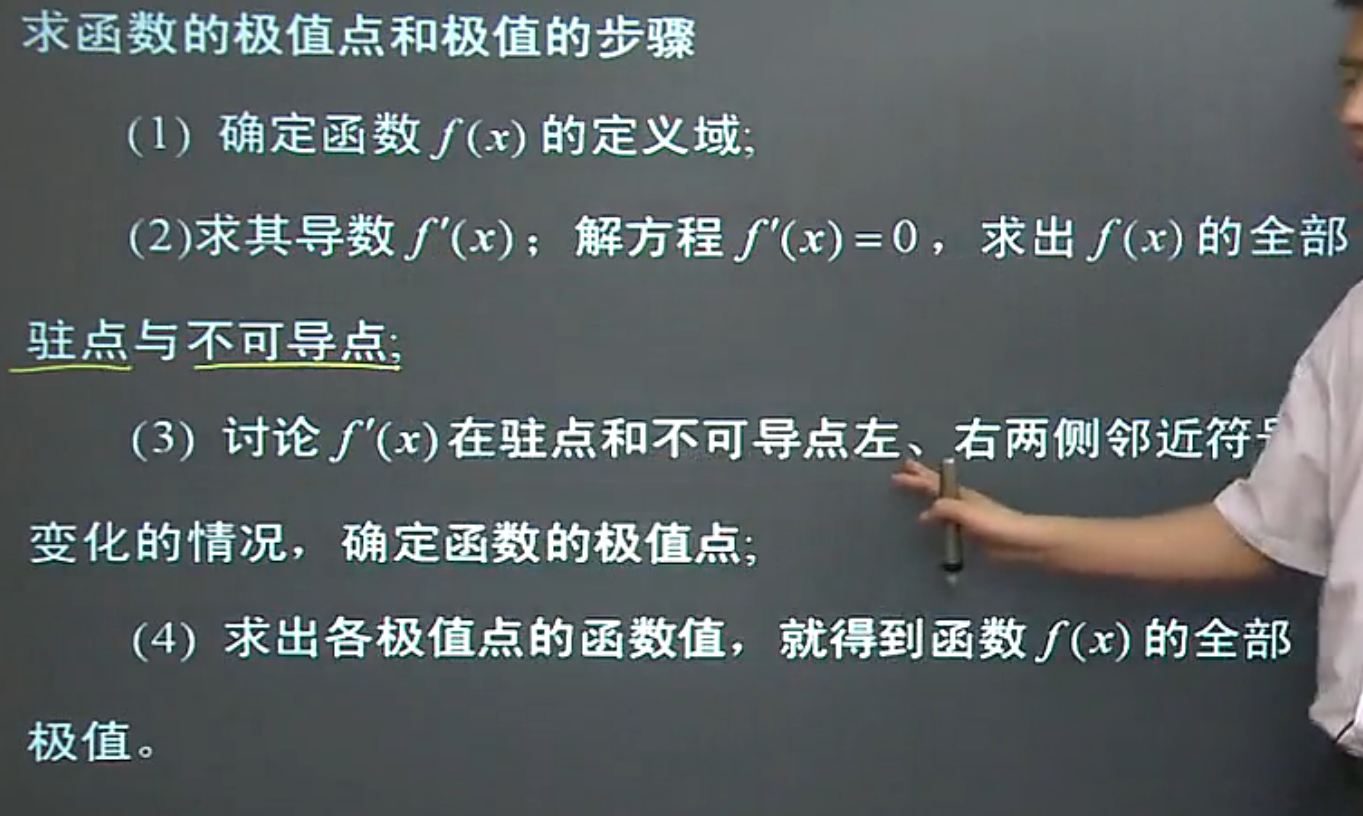 求函数的极值点和极值的步骤
(1) 确定函数 f(x) 的定义域;
(2)求其导数 f′(x)；解方程 f′(x)=0，求出 f(x) 的全部
驻点与不可导点;
(3) 讨论 f′(x) 在驻点和不可导点左、右两侧邻近符号
变化的情况，确定函数的极值点;
(4) 求出各极值点的函数值，就得到函数 f(x) 的全部
极值。